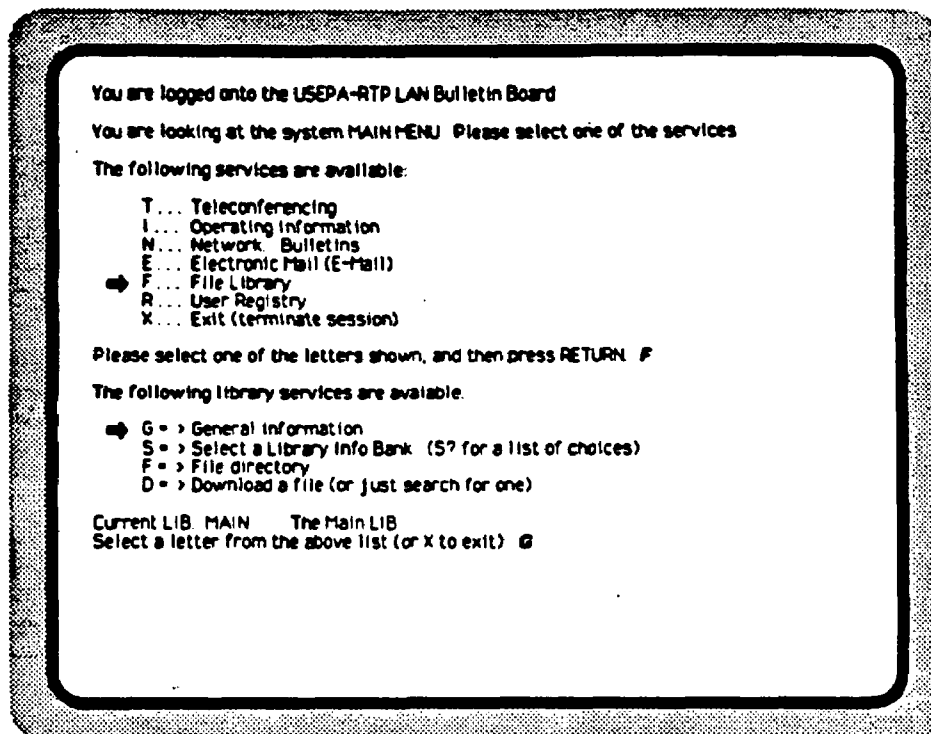 You are logged onto the USEPA-RTP LAN Bulletin Board
You are looking at the system MAIN MENU Please select one of the services
The following services are available:
T... Teleconferencing
I... Operating Information
N... Network Bulletins
E... Electronic Mail (E-Mail)
F... File Library
R... User Registry
X... Exit (terminate session)
Please select one of the letters shown, and then press RETURN. F
The following library services are avaiable.
G = > General information
S = > Select a Library Info Bank (S? for a list of choices)
F = > File directory
D = > Download a file (or just search for one)
Current LIB. MAIN The Main LIB
Select a letter from the above list (or X to exit) G